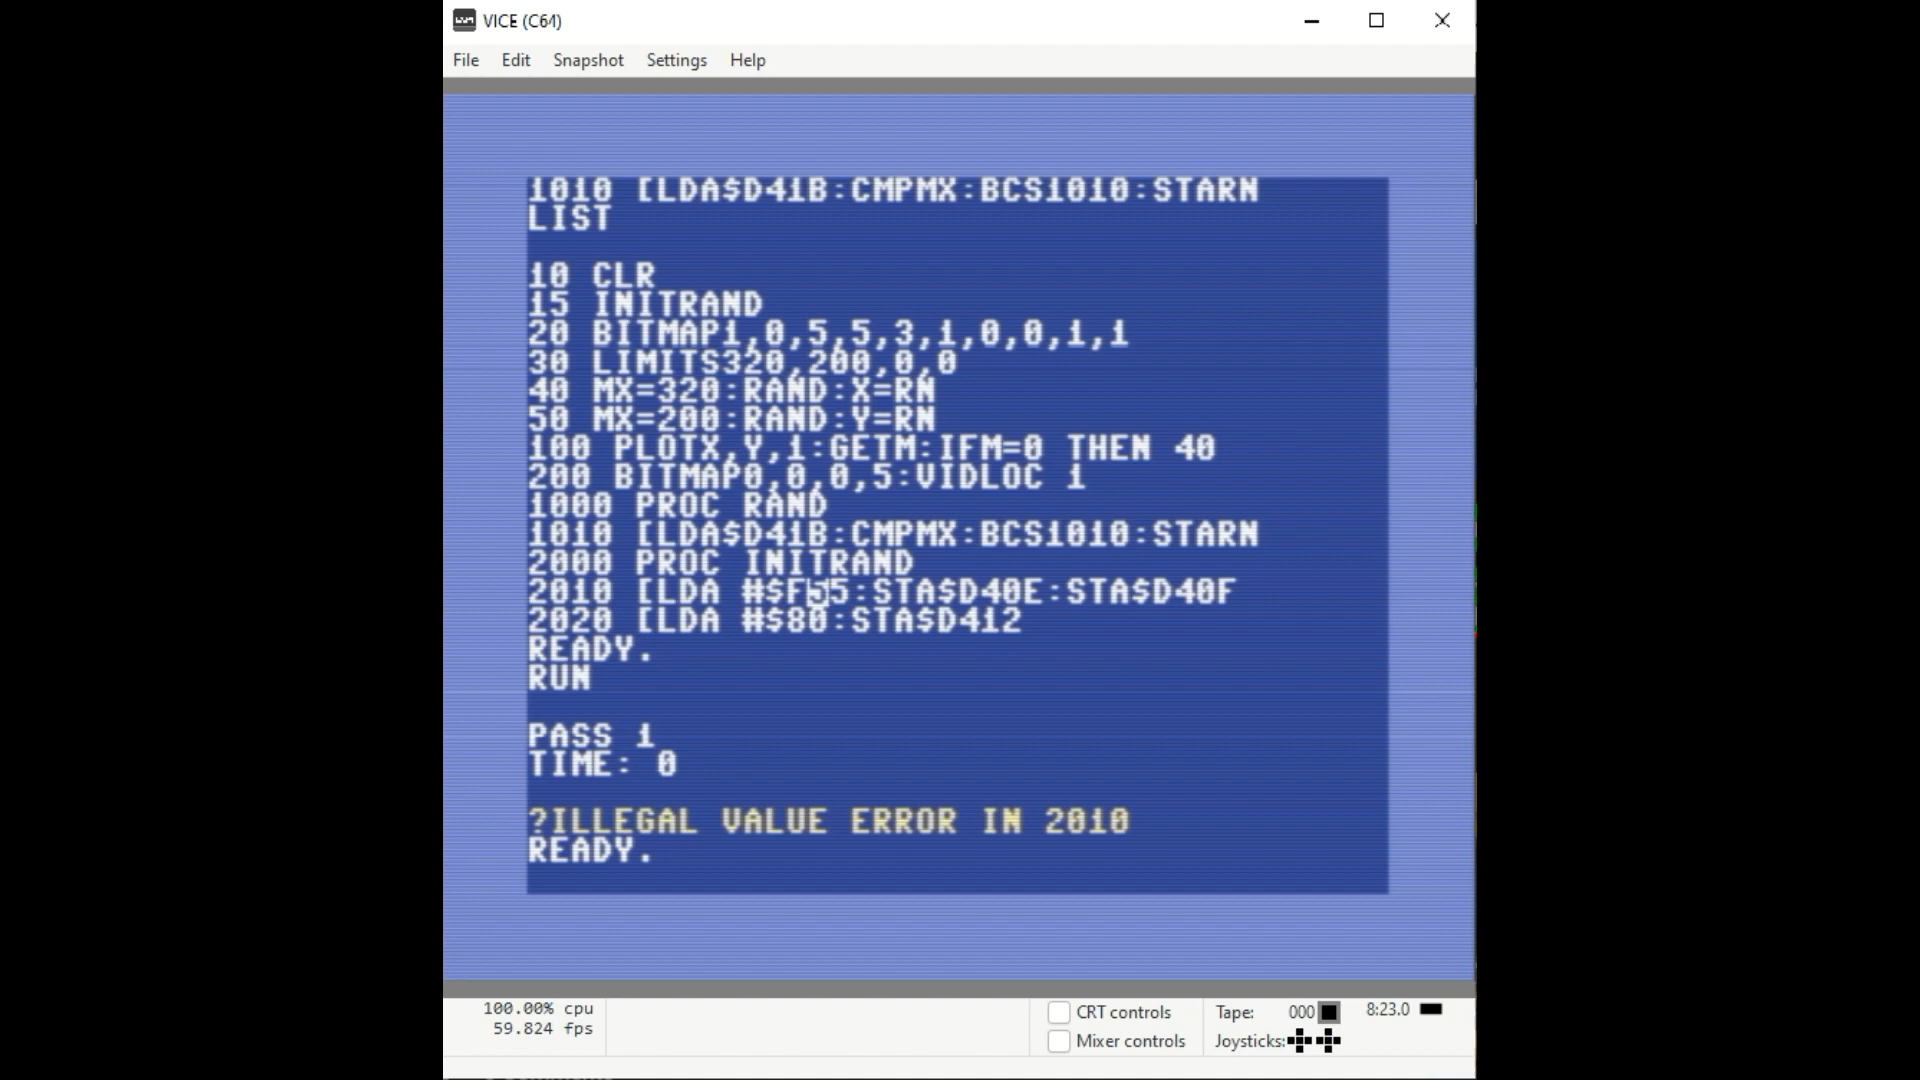 VICE (C64)
File Edit Snapshot Settings Help
1010 [LDA$D41B:CMPMX:BCS1010:STARN
LIST
10 CLR
15 INITRAND
20 BITMAP1,0,5,5,3,1,0,0,1,1
30 LIMITS320,200,0,0
40 MX=320:RAND:X=RN
50 MX=200:RAND:Y=RN
100 PLOTX,Y,1:GETM:IFM=0 THEN 40
200 BITMAP0,0,0,5:VIDLOC 1
1000 PROC RAND
1010 [LDA$D41B:CMPMX:BCS1010:STARN
2000 PROC INITRAND
2010 [LDA #$F55:STA$D40E:STA$D40F
2020 [LDA #$80:STA$D412
READY.
RUN
PASS 1
TIME: 0
?ILLEGAL VALUE ERROR IN 2010
READY.
100.00% cpu
59.824 fps
CRT controls
Mixer controls
Tape: 000
Joysticks:
8:23.0